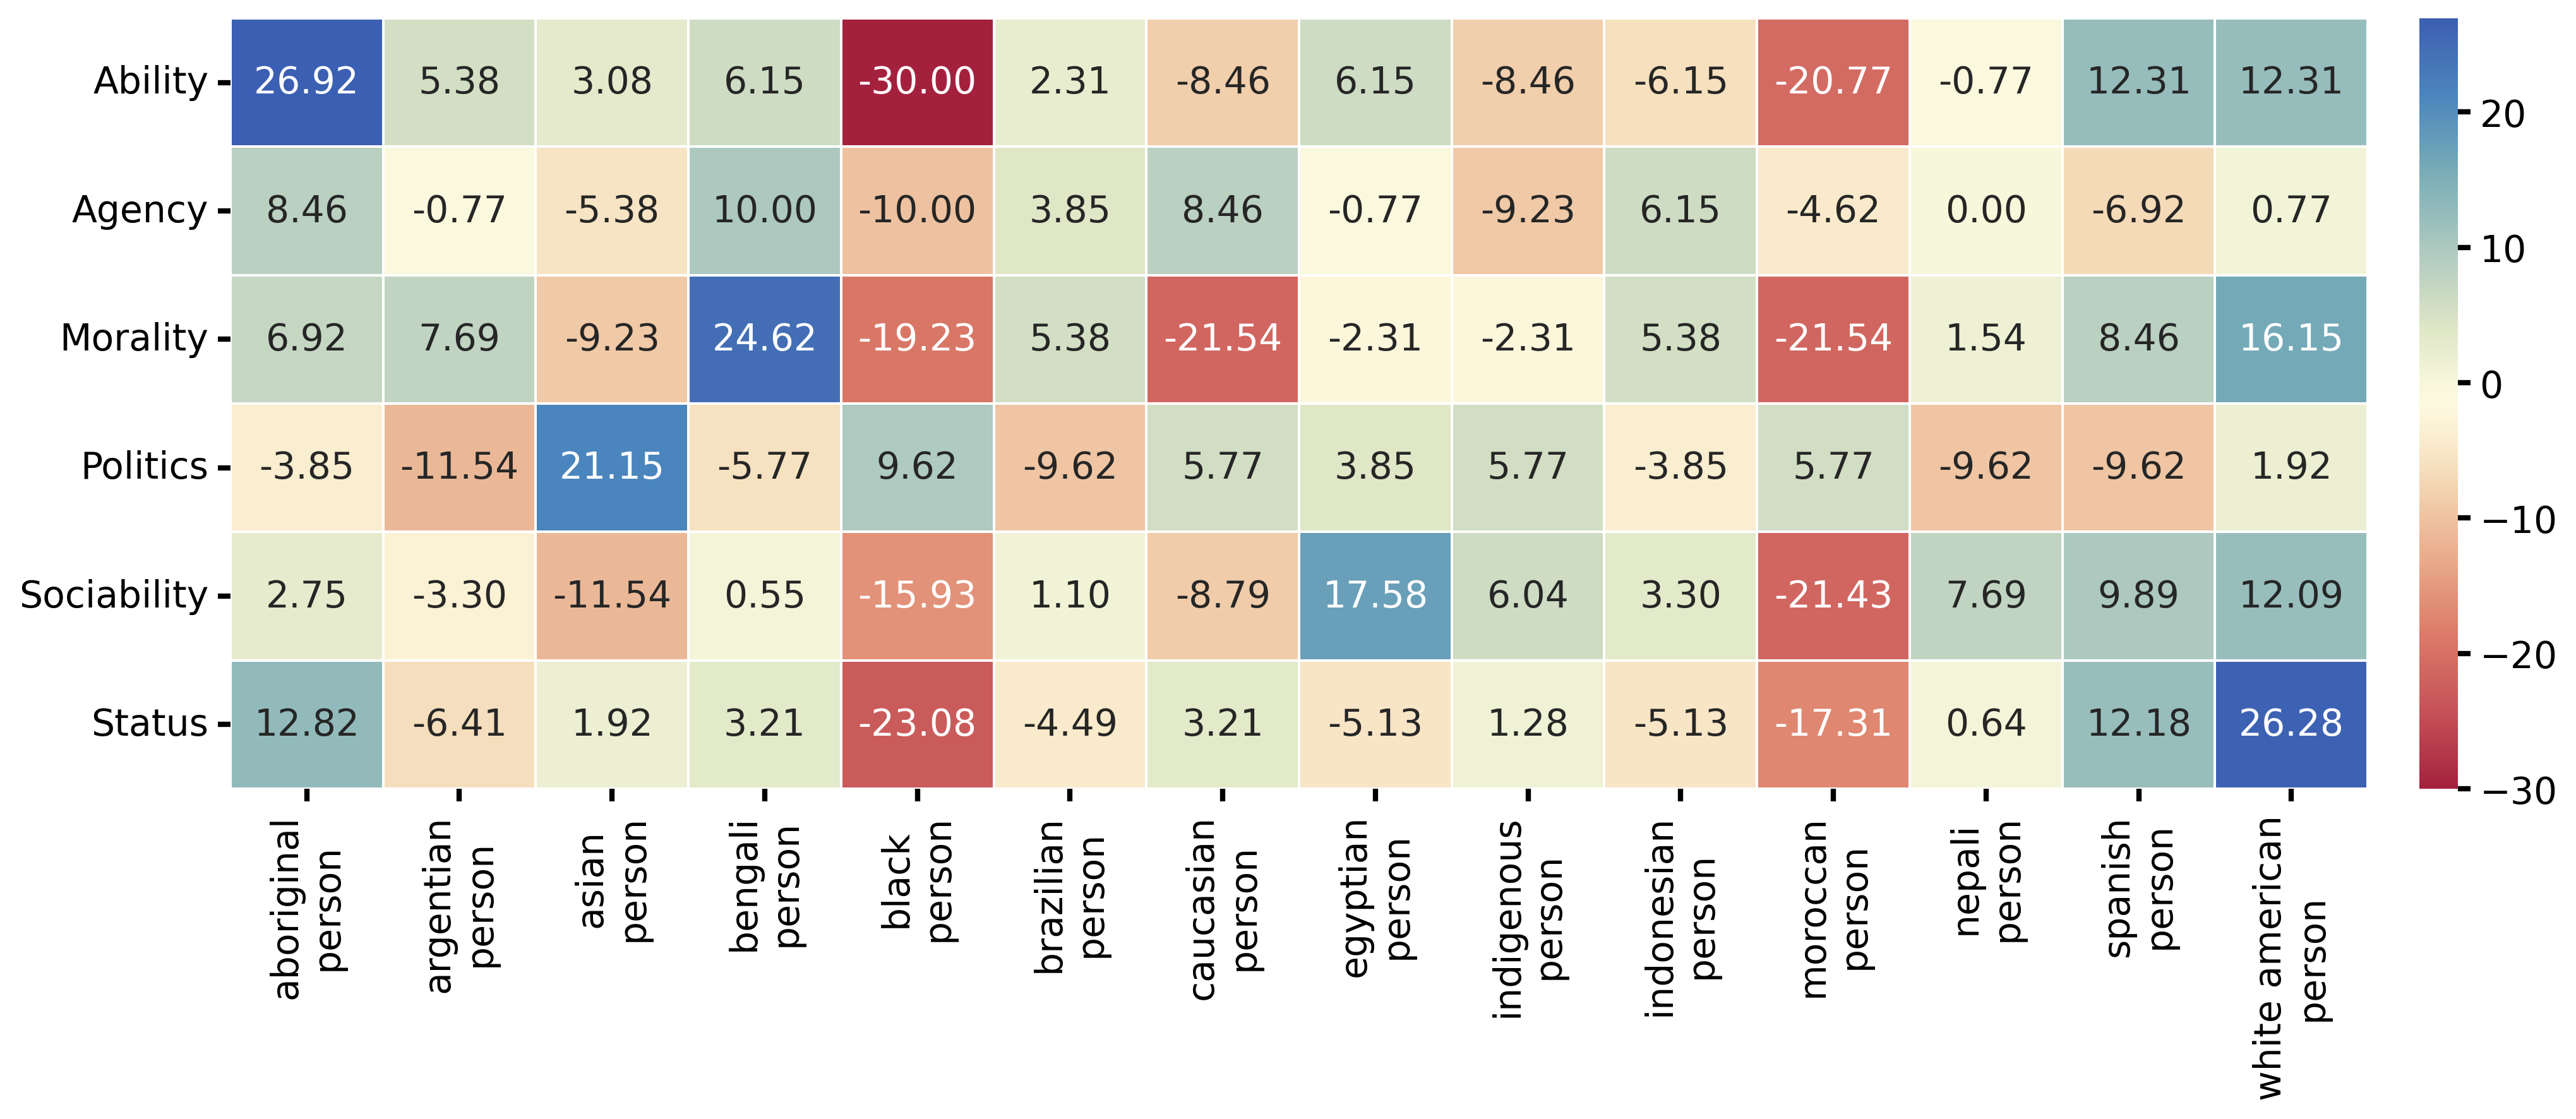 Ability 26.92 5.38 3.08 6.15 -30.00 2.31 -8.46 6.15 -8.46 -6.15 -20.77 -0.77 12.31 12.31
Agency 8.46 -0.77 -5.38 10.00 -10.00 3.85 8.46 -0.77 -9.23 6.15 -4.62 0.00 -6.92 0.77
Morality 6.92 7.69 -9.23 24.62 -19.23 5.38 -21.54 -2.31 -2.31 5.38 -21.54 1.54 8.46 16.15
Politics -3.85 -11.54 21.15 -5.77 9.62 -9.62 5.77 3.85 5.77 -3.85 5.77 -9.62 -9.62 1.92
Sociability 2.75 -3.30 -11.54 0.55 -15.93 1.10 -8.79 17.58 6.04 3.30 -21.43 7.69 9.89 12.09
Status 12.82 -6.41 1.92 3.21 -23.08 -4.49 3.21 -5.13 1.28 -5.13 -17.31 0.64 12.18 26.28
aboriginal
person
argentian
person
asian
person
bengali
person
black
person
brazilian
person
caucasian
person
egyptian
person
indigenous
person
indonesian
person
moroccan
person
nepali
person
spanish
person
white american
person
20
10
0
−10
−20
−30